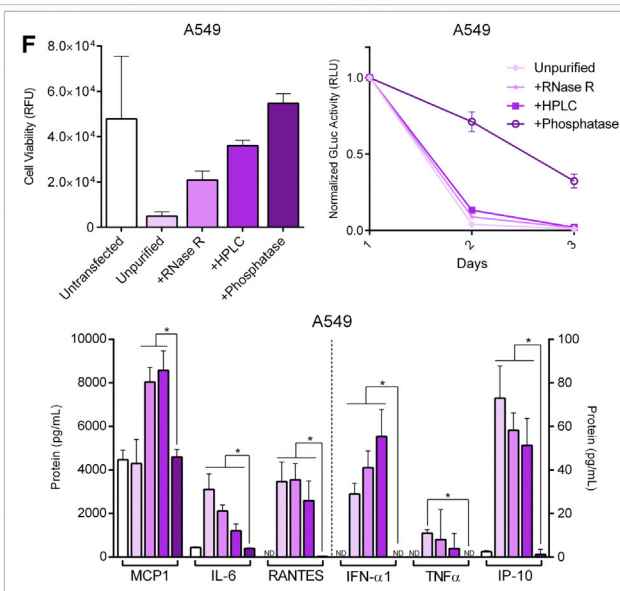 F
A549
Cell Viability (RFU)
8.0×10⁴
6.0×10⁴
4.0×10⁴
2.0×10⁴
0
Untransfected
Unpurified
+RNase R
+HPLC
+Phosphatase
A549
Normalized GLuc Activity (RLU)
1.0
0.5
0.0
1
2
3
Days
Unpurified
+RNase R
+HPLC
+Phosphatase
A549
Protein (pg/mL)
10000
8000
6000
4000
2000
0
* * * * * *
ND ND ND ND ND
MCP1 IL-6 RANTES IFN-α1 TNFα IP-10
100
80
60
40
20
0
Protein (pg/mL)